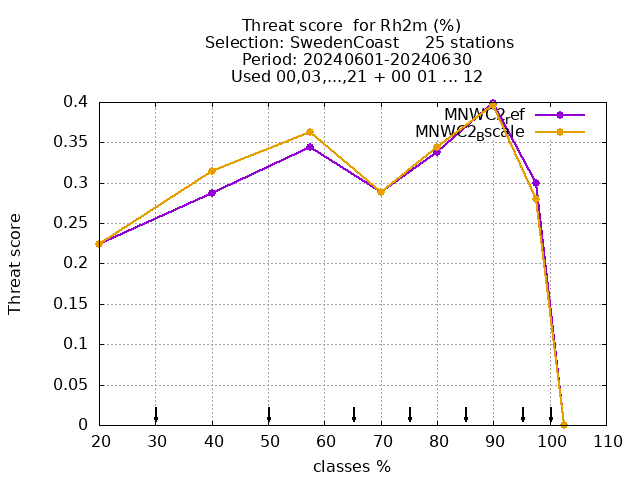 Threat score  for Rh2m (%)
Selection: SwedenCoast     25 stations
Period: 20240601-20240630
Used 00,03,...,21 + 00 01 ... 12
MNWC2ref
MNWC2Bscale
0.4
0.35
0.3
0.25
0.2
0.15
0.1
0.05
0
Threat score
20 30 40 50 60 70 80 90 100 110
classes %